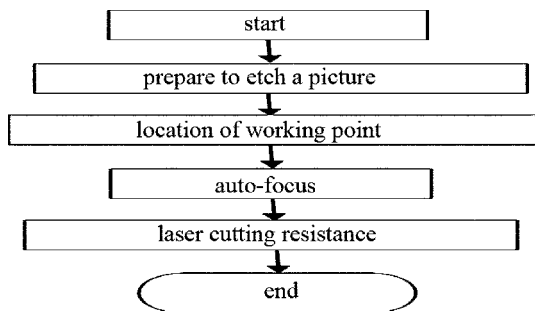 start
prepare to etch a picture
location of working point
auto-focus
laser cutting resistance
end